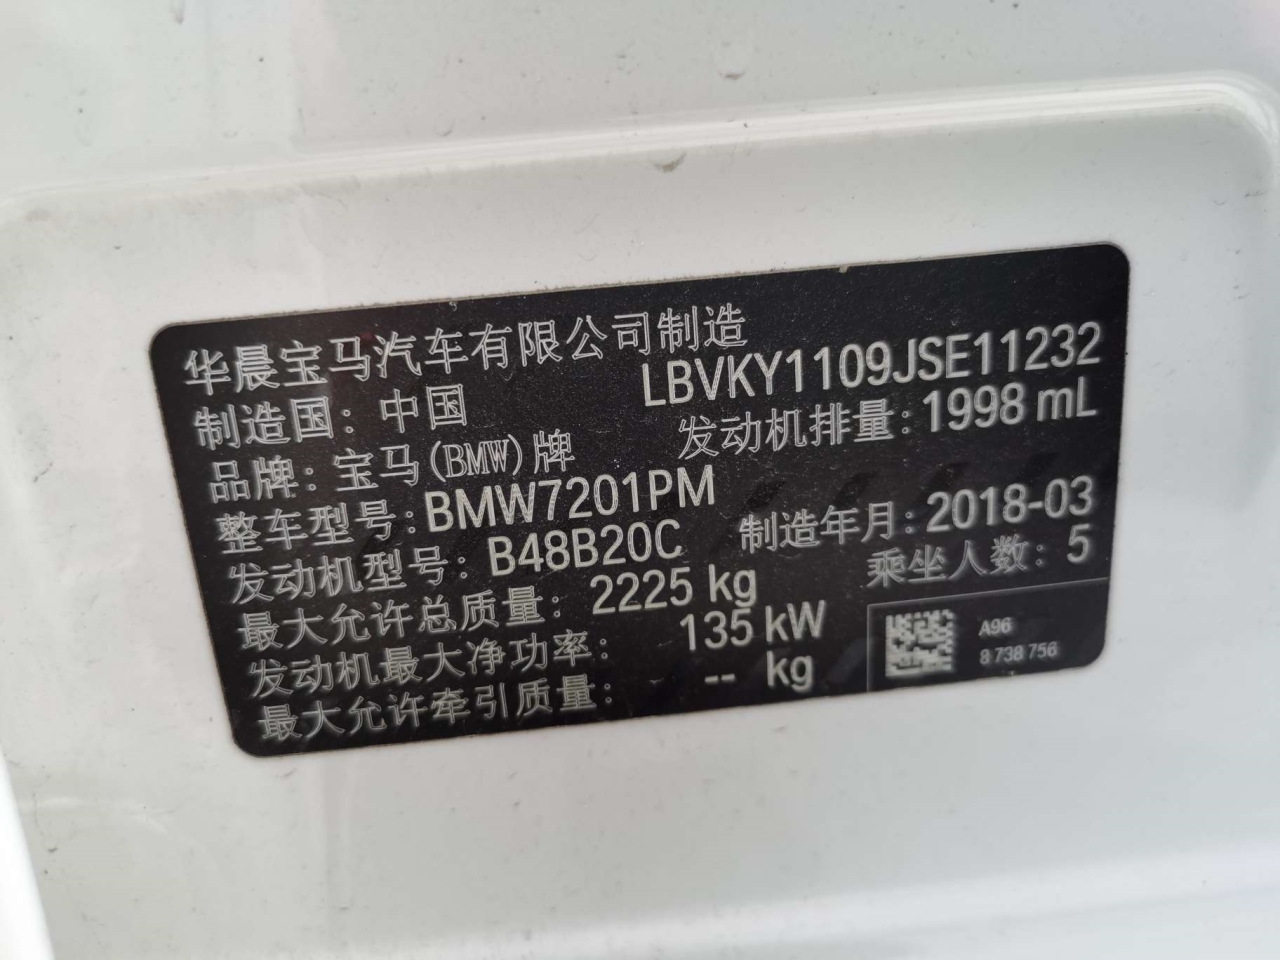 华晨宝马汽车有限公司制造
制造国：中国 LBVKY1109JSE11232
品牌：宝马(BMW)牌 发动机排量：1998 mL
整车型号：BMW7201PM
发动机型号：B48B20C 制造年月：2018-03
最大允许总质量：2225 kg 乘坐人数：5
发动机最大净功率：135 kW
最大允许牵引质量：-- kg
A96
8 738 756